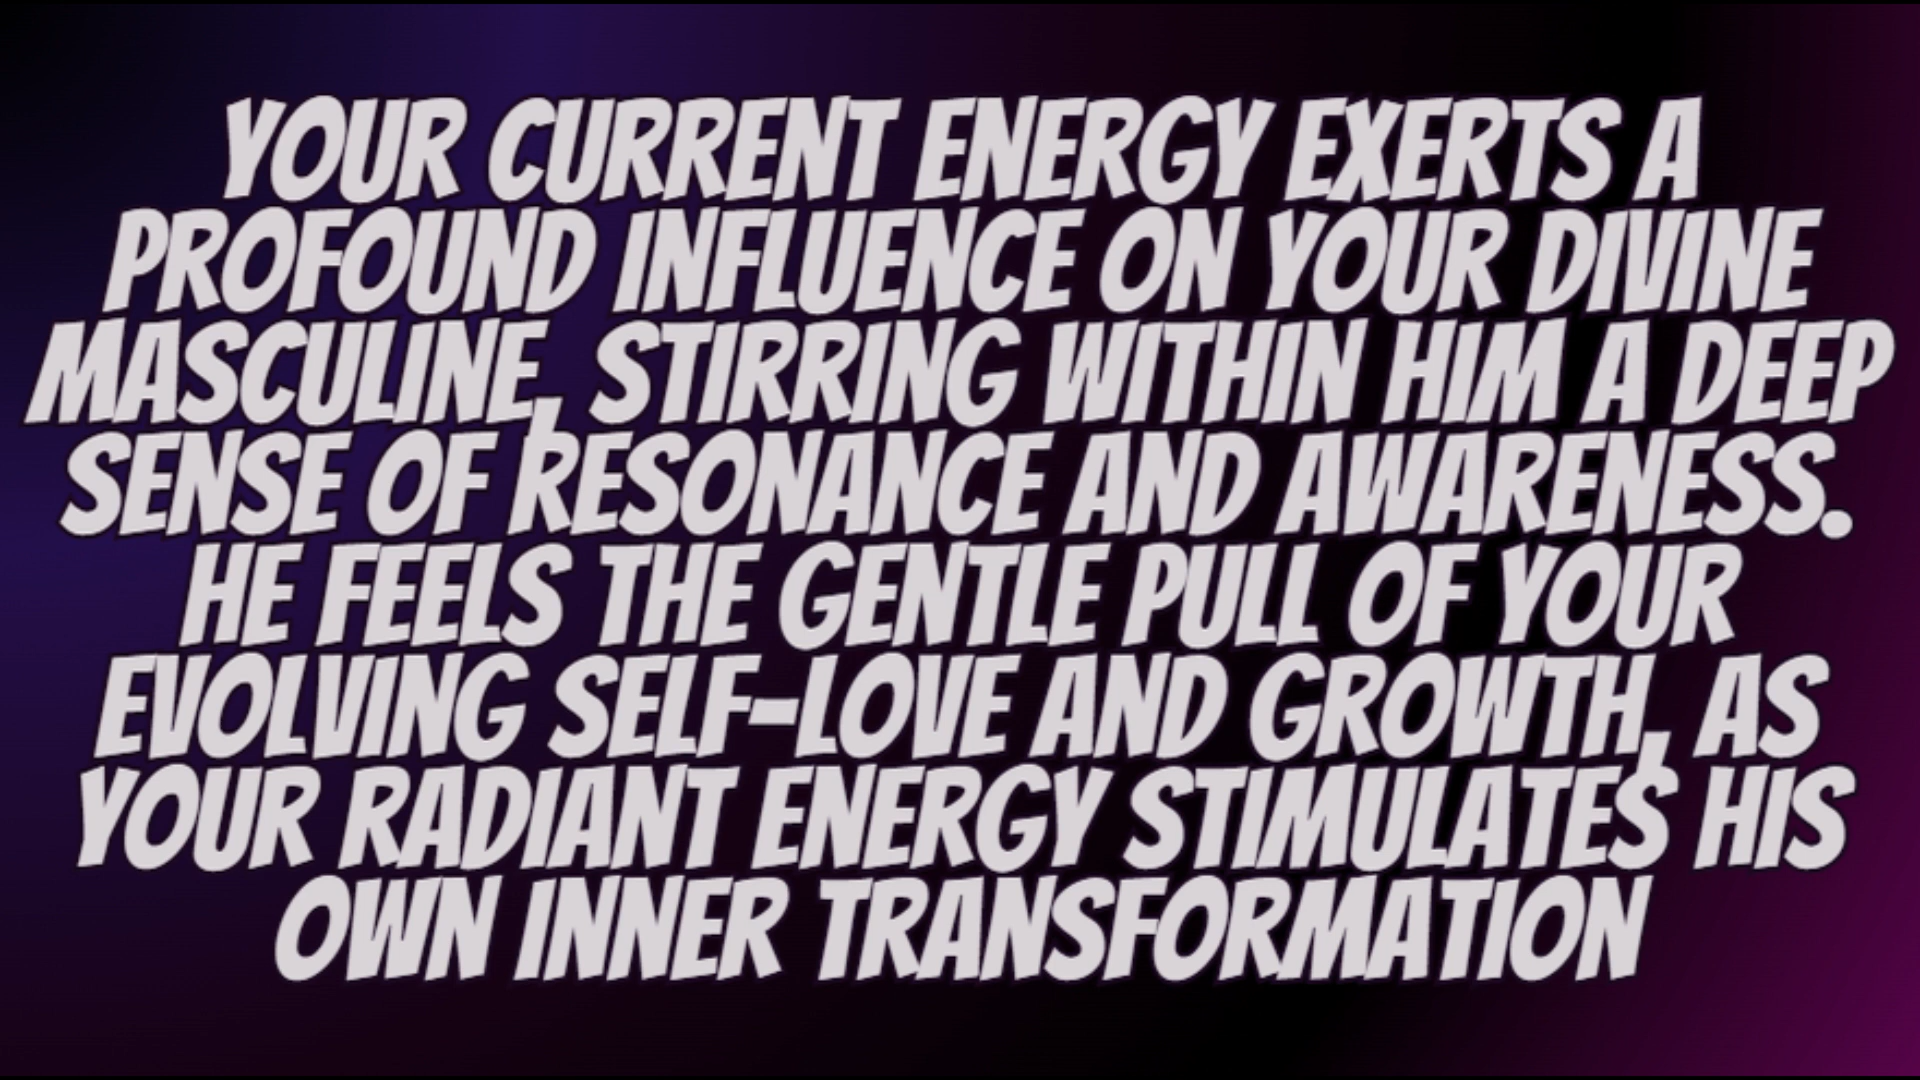 YOUR CURRENT ENERGY EXERTS A
PROFOUND INFLUENCE ON YOUR DIVINE
MASCULINE, STIRRING WITHIN HIM A DEEP
SENSE OF RESONANCE AND AWARENESS.
HE FEELS THE GENTLE PULL OF YOUR
EVOLVING SELF-LOVE AND GROWTH, AS
YOUR RADIANT ENERGY STIMULATES HIS
OWN INNER TRANSFORMATION